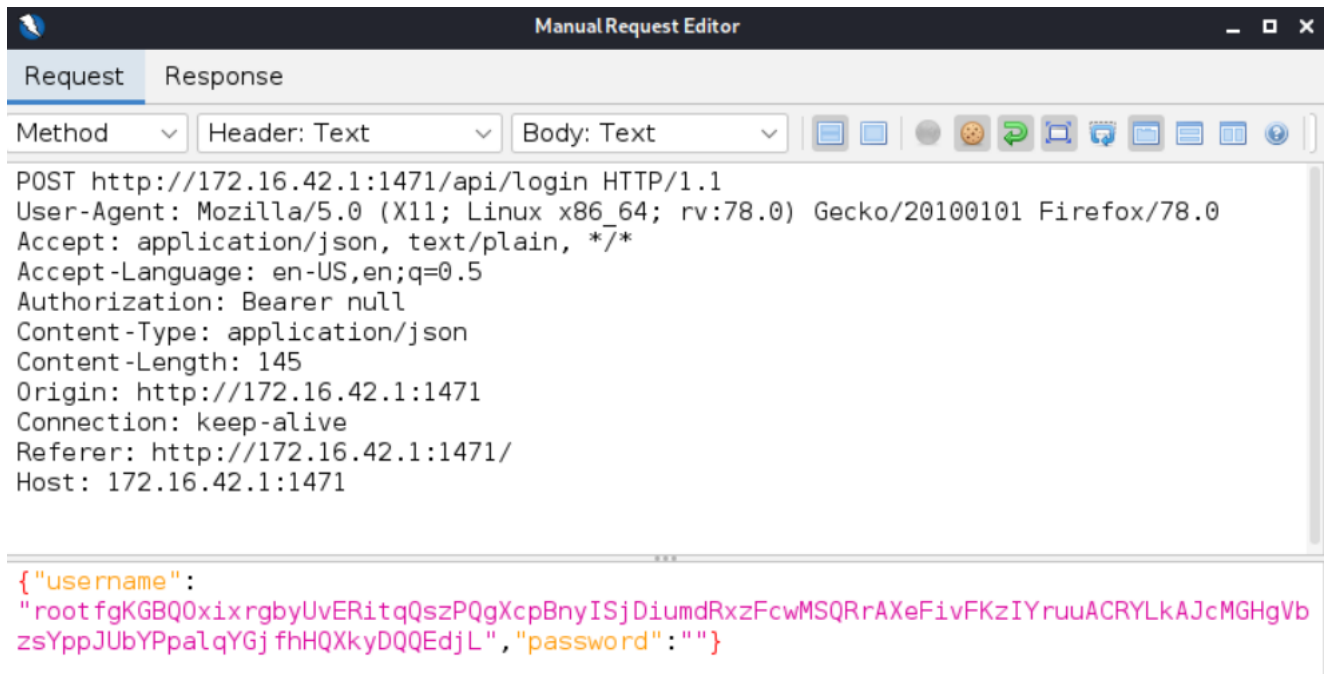 Manual Request Editor
Request Response
Method Header: Text Body: Text
POST http://172.16.42.1:1471/api/login HTTP/1.1
User-Agent: Mozilla/5.0 (X11; Linux x86_64; rv:78.0) Gecko/20100101 Firefox/78.0
Accept: application/json, text/plain, */*
Accept-Language: en-US,en;q=0.5
Authorization: Bearer null
Content-Type: application/json
Content-Length: 145
Origin: http://172.16.42.1:1471
Connection: keep-alive
Referer: http://172.16.42.1:1471/
Host: 172.16.42.1:1471
{"username":
"rootfgKGBQOxixrgbyUvERitqQszPQgXcpBnyISjDiumdRxzFcwMSQRrAXeFivFKzIYruuACRYLkAJcMGHgVb
zsYppJUbYPpalqYGjfhHQXkyDQQEdjL","password":""}